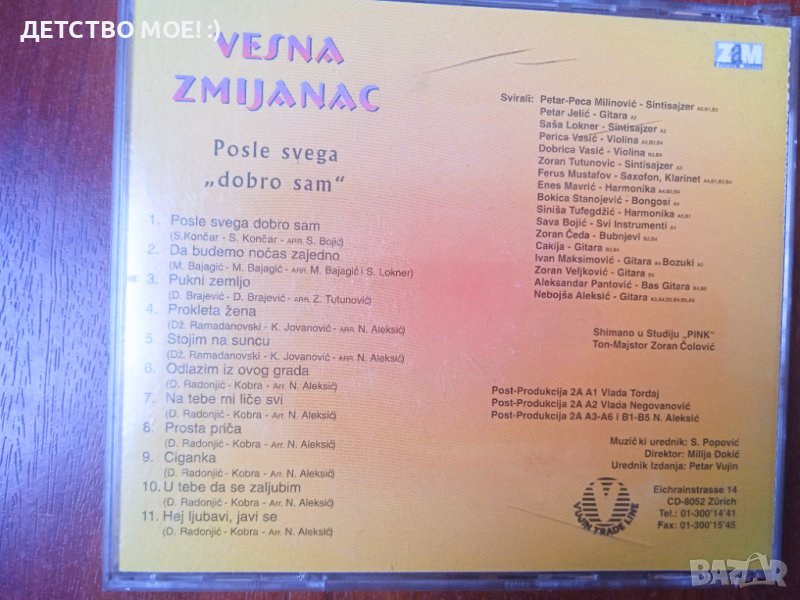 ДЕТСТВО МОЕ! :)
VESNA
ZMIJANAC
Posle svega
„dobro sam“
1. Posle svega dobro sam
(S.Končar - S. Končar - ARR. S. Bojić)
2. Da budemo noćas zajedno
(M. Bajagić - M. Bajagić - ARR. M. Bajagić i S. Lokner)
3. Pukni zemljo
(D. Brajević - D. Brajević - ARR. Z. Tutunović)
4. Prokleta žena
(Dž. Ramadanovski - K. Jovanović - ARR. N. Aleksić)
5. Stojim na suncu
(Dž. Ramadanovski - K. Jovanović - ARR. N. Aleksić)
6. Odlazim iz ovog grada
(D. Radonjić - Kobra - Arr. N. Aleksić)
7. Na tebe mi liče svi
(D. Radonjić - Kobra - Arr. N. Aleksić)
8. Prosta priča
(D. Radonjić - Kobra - Arr. N. Aleksić)
9. Ciganka
(D. Radonjić - Kobra - Arr. N. Aleksić)
10. U tebe da se zaljubim
(D. Radonjić - Kobra - Arr. N. Aleksić)
11. Hej ljubavi, javi se
(D. Radonjić - Kobra - Arr. N. Aleksić)
ZaM
Svirali: Petar-Peca Milinović - Sintisajzer
Petar Jelić - Gitara
Saša Lokner - Sintisajzer
Perica Vasić - Violina
Dobrica Vasić - Violina
Zoran Tutunovic - Sintisajzer
Ferus Mustafov - Saxofon, Klarinet
Enes Mavrić - Harmonika
Bokica Stanojević - Bongosi
Siniša Tufegdžić - Harmonika
Sava Bojić - Svi Instrumenti
Zoran Čeda - Bubnjevi
Cakija - Gitara
Ivan Maksimović - Gitara Bozuki
Zoran Veljković - Gitara
Aleksandar Pantović - Bas Gitara
Nebojša Aleksić - Gitara
Shimano u Studiju „PINK“
Ton-Majstor Zoran Čolović
Post-Produkcija 2A A1 Vlada Tordaj
Post-Produkcija 2A A2 Vlada Negovanović
Post-Produkcija 2A A3-A6 i B1-B5 N. Aleksić
Muzički urednik: S. Popović
Direktor: Milija Dokić
Urednik Izdanja: Petar Vujin
VUJIN TRADE LINE
Eichrainstrasse 14
CD-8052 Zürich
Tel.: 01-300'14'41
Fax: 01-300'15'45
BAZAR